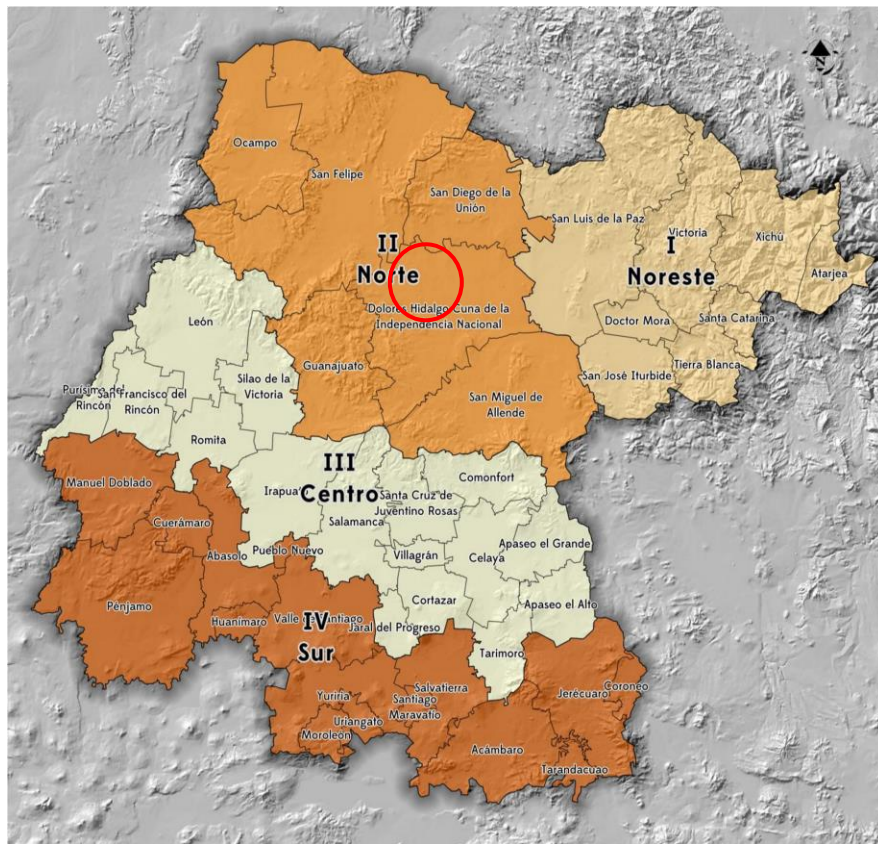 Ocampo
San Felipe
San Diego de la
Unión
San Luis de la Paz
Victoria
Xichú
Atarjea
I
Noreste
II
Norte
Dolores Hidalgo Cuna de la
Independencia Nacional
Doctor Mora
Santa Catarina
León
Guanajuato
San José Iturbide
Tierra Blanca
Silao de la
Victoria
Purísima del
Rincón
San Francisco del
Rincón
San Miguel de
Allende
Romita
III
Centro
Manuel Doblado
Irapuato
Comonfort
Santa Cruz de
Juventino Rosas
Salamanca
Cuerámaro
Abasolo
Pueblo Nuevo
Villagrán
Celaya
Apaseo el Grande
Pénjamo
Huanimaro
Cortazar
Apaseo el Alto
Valle de Santiago
Jaral del Progreso
IV
Sur
Tarimoro
Yuriria
Salvatierra
Santiago
Maravatío
Jerécuaro
Coroneo
Uriangato
Moroleón
Acámbaro
Tarandacuao
N